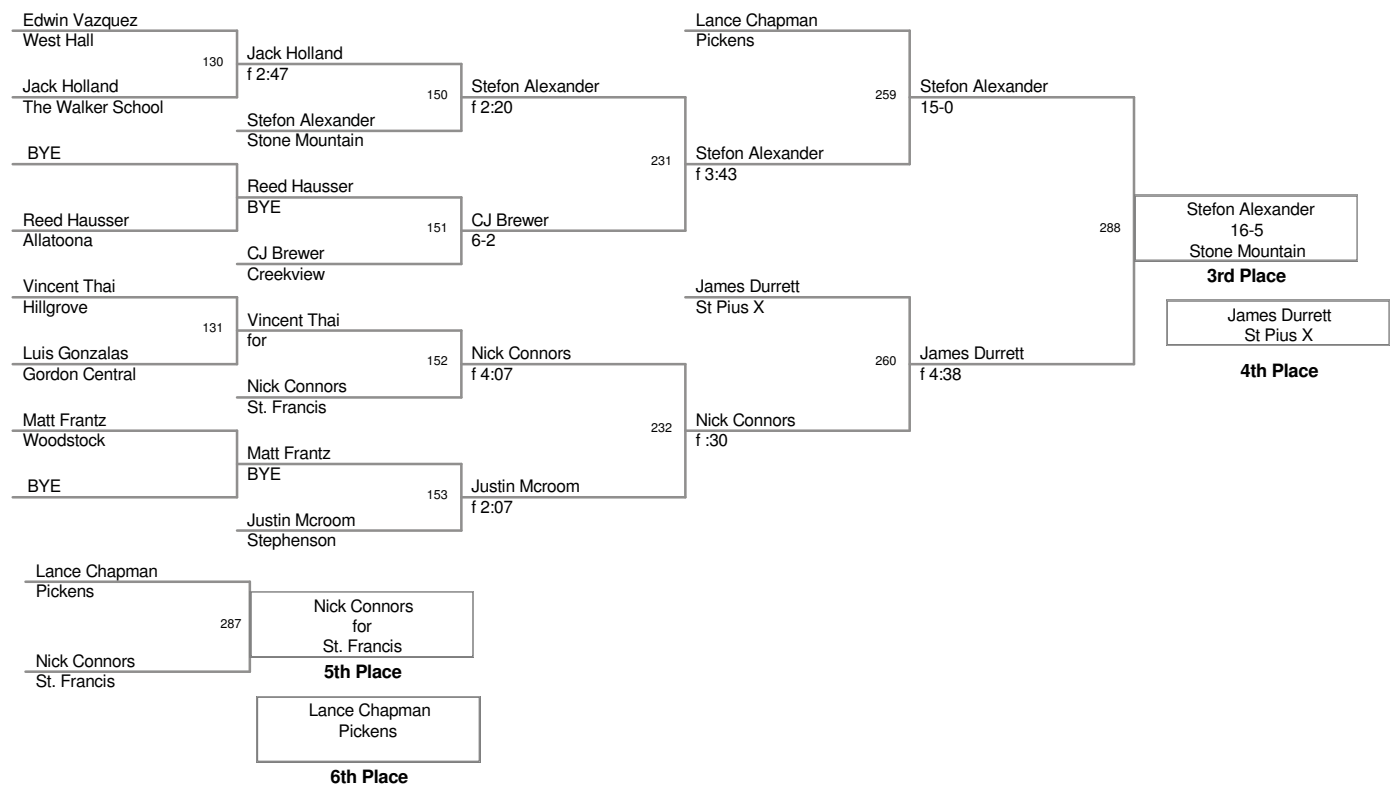 Edwin Vazquez
West Hall
130
Jack Holland
The Walker School
BYE
Reed Hausser
Allatoona
Vincent Thai
Hillgrove
131
Luis Gonzalas
Gordon Central
Matt Frantz
Woodstock
BYE
Jack Holland
f 2:47
150
Stefon Alexander
Stone Mountain
Reed Hausser
BYE
151
CJ Brewer
Creekview
Vincent Thai
for
152
Nick Connors
St. Francis
Matt Frantz
BYE
153
Justin Mcroom
Stephenson
Stefon Alexander
f 2:20
231
CJ Brewer
6-2
Nick Connors
f 4:07
232
Justin Mcroom
f 2:07
Lance Chapman
Pickens
259
Stefon Alexander
f 3:43
James Durrett
St Pius X
260
Nick Connors
f :30
Stefon Alexander
15-0
288
James Durrett
f 4:38
Stefon Alexander
16-5
Stone Mountain
3rd Place
James Durrett
St Pius X
4th Place
Lance Chapman
Pickens
287
Nick Connors
St. Francis
Nick Connors
for
St. Francis
5th Place
Lance Chapman
Pickens
6th Place